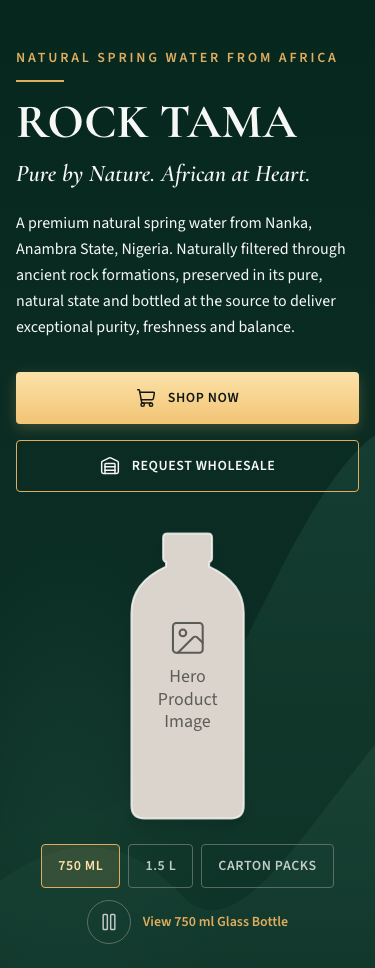 NATURAL SPRING WATER FROM AFRICA
ROCK TAMA
Pure by Nature. African at Heart.
A premium natural spring water from Nanka,
Anambra State, Nigeria. Naturally filtered through
ancient rock formations, preserved in its pure,
natural state and bottled at the source to deliver
exceptional purity, freshness and balance.
SHOP NOW
REQUEST WHOLESALE
Hero
Product
Image
750 ML
1.5 L
CARTON PACKS
View 750 ml Glass Bottle